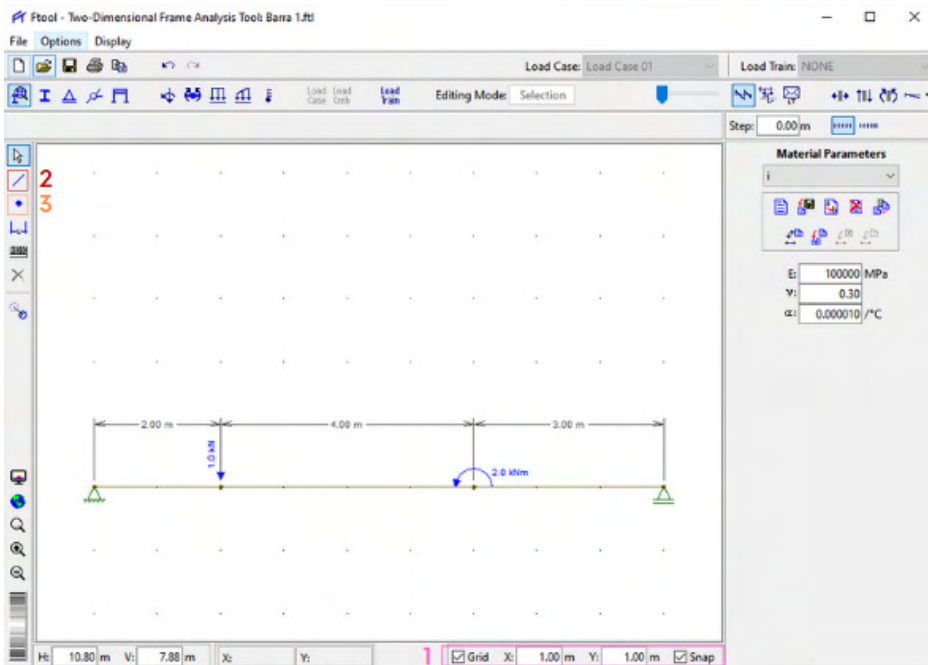 Ftool - Two-Dimensional Frame Analysis Tool: Barra 1.ftl
File Options Display
Load Case: Load Case 01 Load Train: NONE
Load Case Load Cmb Load Train Editing Mode: Selection
Step: 0.00 m
Material Parameters
i
2
3
E: 100000 MPa
ν: 0.30
α: 0.000010 /°C
2.00 m 4.00 m 3.00 m
1.0 kN
2.0 kNm
H: 10.80 m V: 7.88 m X: Y: 1 Grid X: 1.00 m Y: 1.00 m Snap